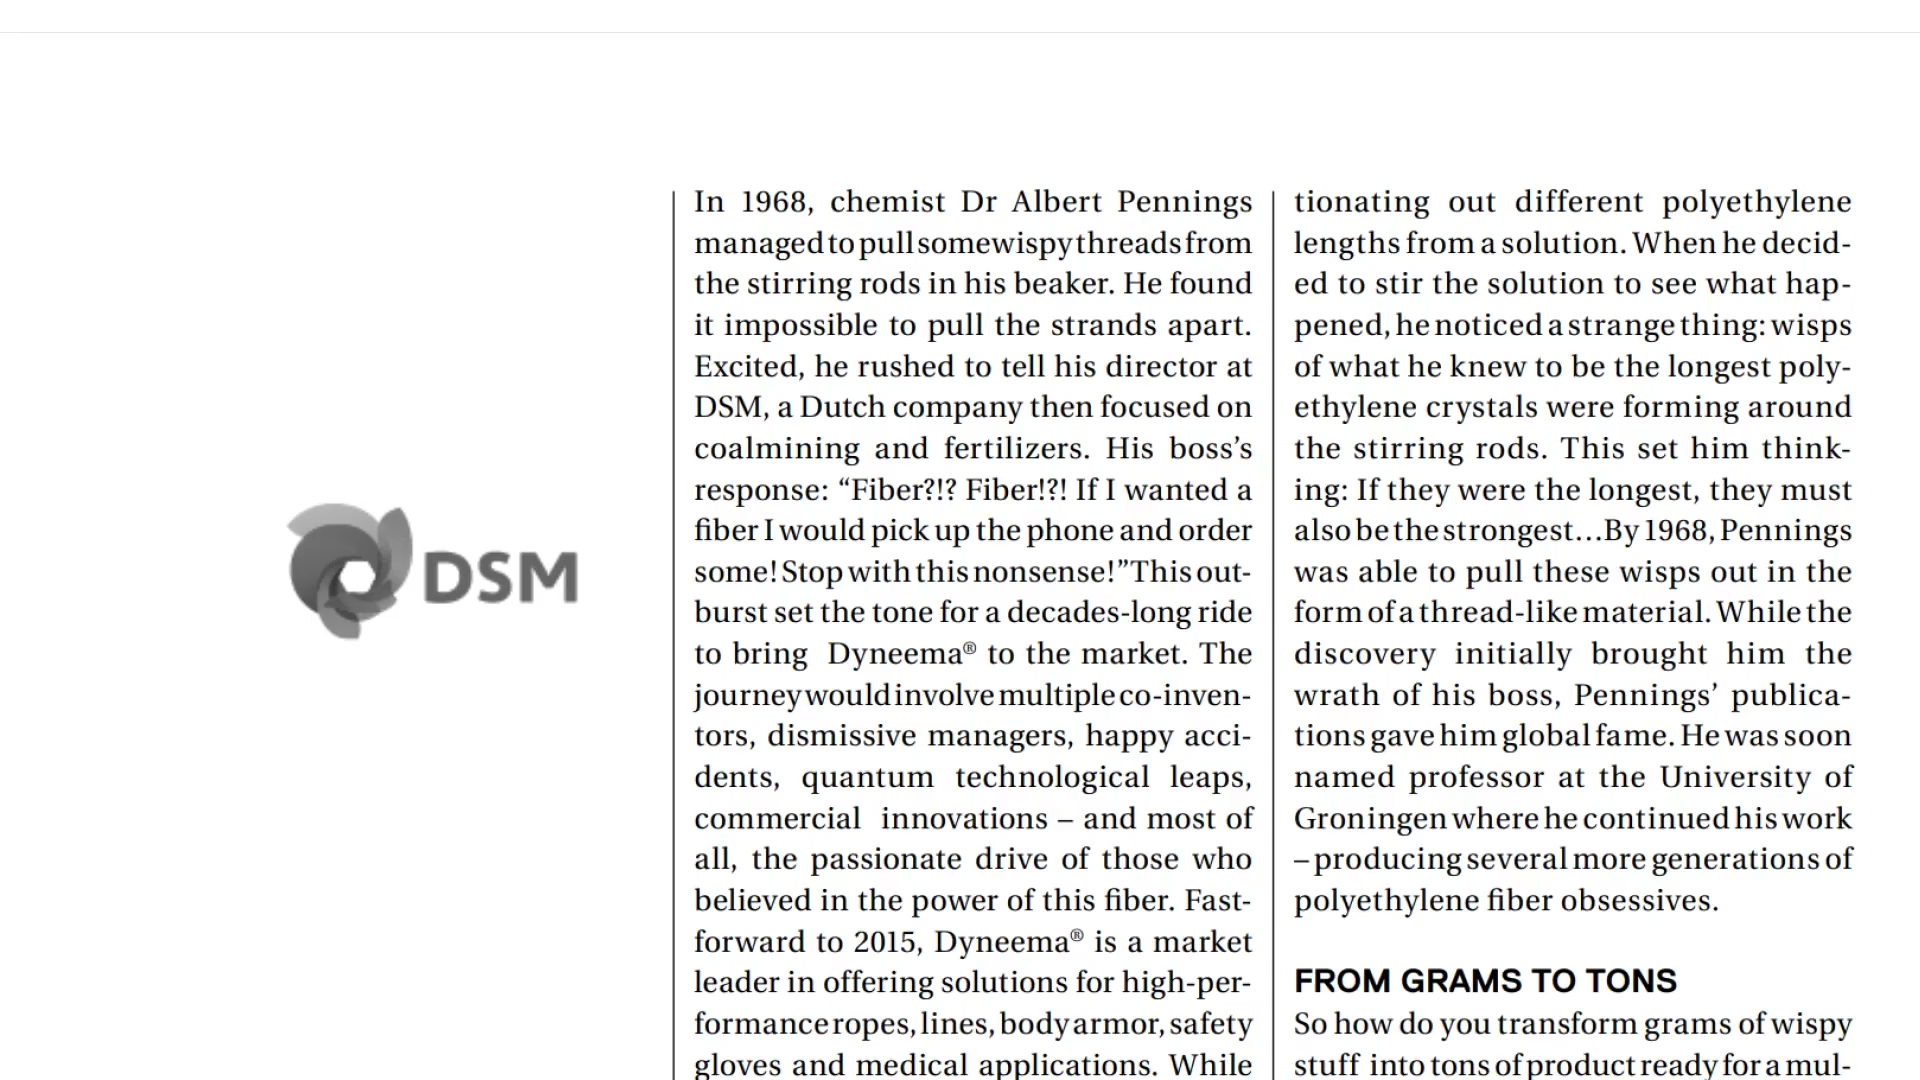 DSM
In 1968, chemist Dr Albert Pennings
managed to pull some wispy threads from
the stirring rods in his beaker. He found
it impossible to pull the strands apart.
Excited, he rushed to tell his director at
DSM, a Dutch company then focused on
coalmining and fertilizers. His boss’s
response: “Fiber?!? Fiber!?! If I wanted a
fiber I would pick up the phone and order
some! Stop with this nonsense!” This out-
burst set the tone for a decades-long ride
to bring Dyneema® to the market. The
journey would involve multiple co-inven-
tors, dismissive managers, happy acci-
dents, quantum technological leaps,
commercial innovations – and most of
all, the passionate drive of those who
believed in the power of this fiber. Fast-
forward to 2015, Dyneema® is a market
leader in offering solutions for high-per-
formance ropes, lines, body armor, safety
gloves and medical applications. While
tionating out different polyethylene
lengths from a solution. When he decid-
ed to stir the solution to see what hap-
pened, he noticed a strange thing: wisps
of what he knew to be the longest poly-
ethylene crystals were forming around
the stirring rods. This set him think-
ing: If they were the longest, they must
also be the strongest…By 1968, Pennings
was able to pull these wisps out in the
form of a thread-like material. While the
discovery initially brought him the
wrath of his boss, Pennings’ publica-
tions gave him global fame. He was soon
named professor at the University of
Groningen where he continued his work
– producing several more generations of
polyethylene fiber obsessives.
FROM GRAMS TO TONS
So how do you transform grams of wispy
stuff into tons of product ready for a mul-